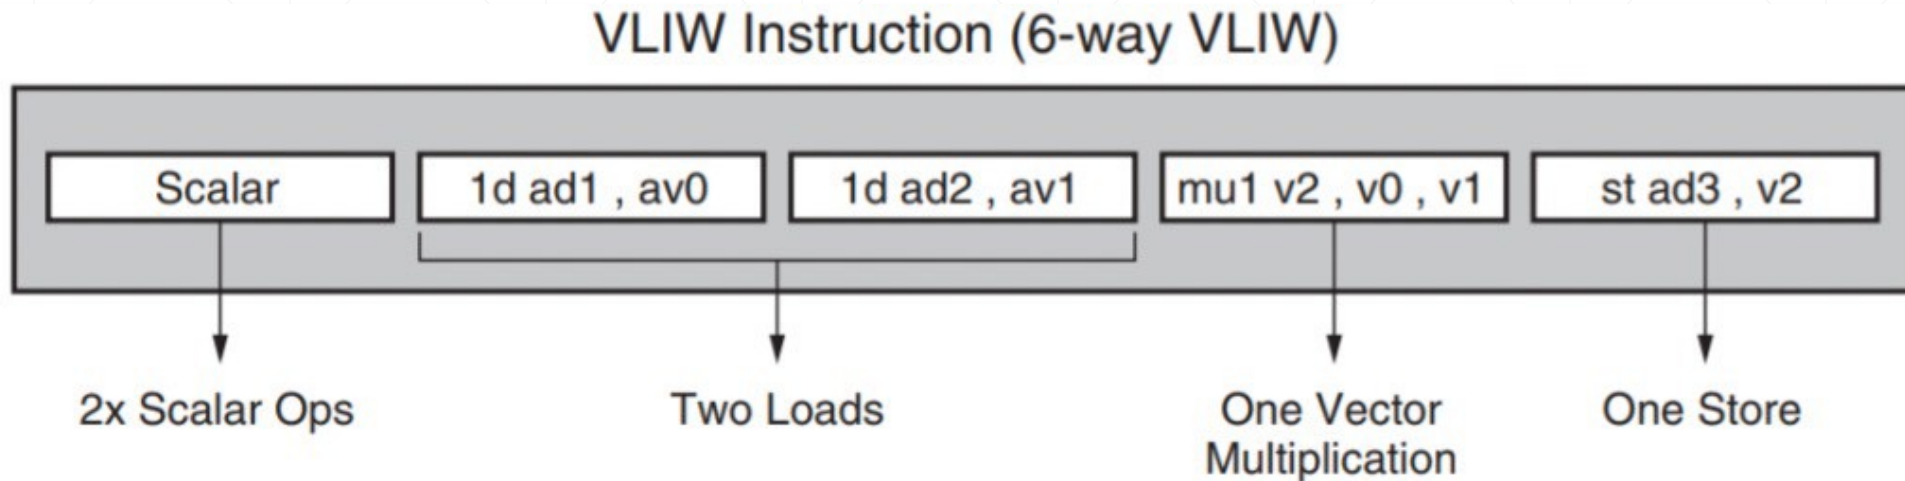 VLIW Instruction (6-way VLIW)
Scalar
1d ad1 , av0
1d ad2 , av1
mu1 v2 , v0 , v1
st ad3 , v2
2x Scalar Ops
Two Loads
One Vector
Multiplication
One Store